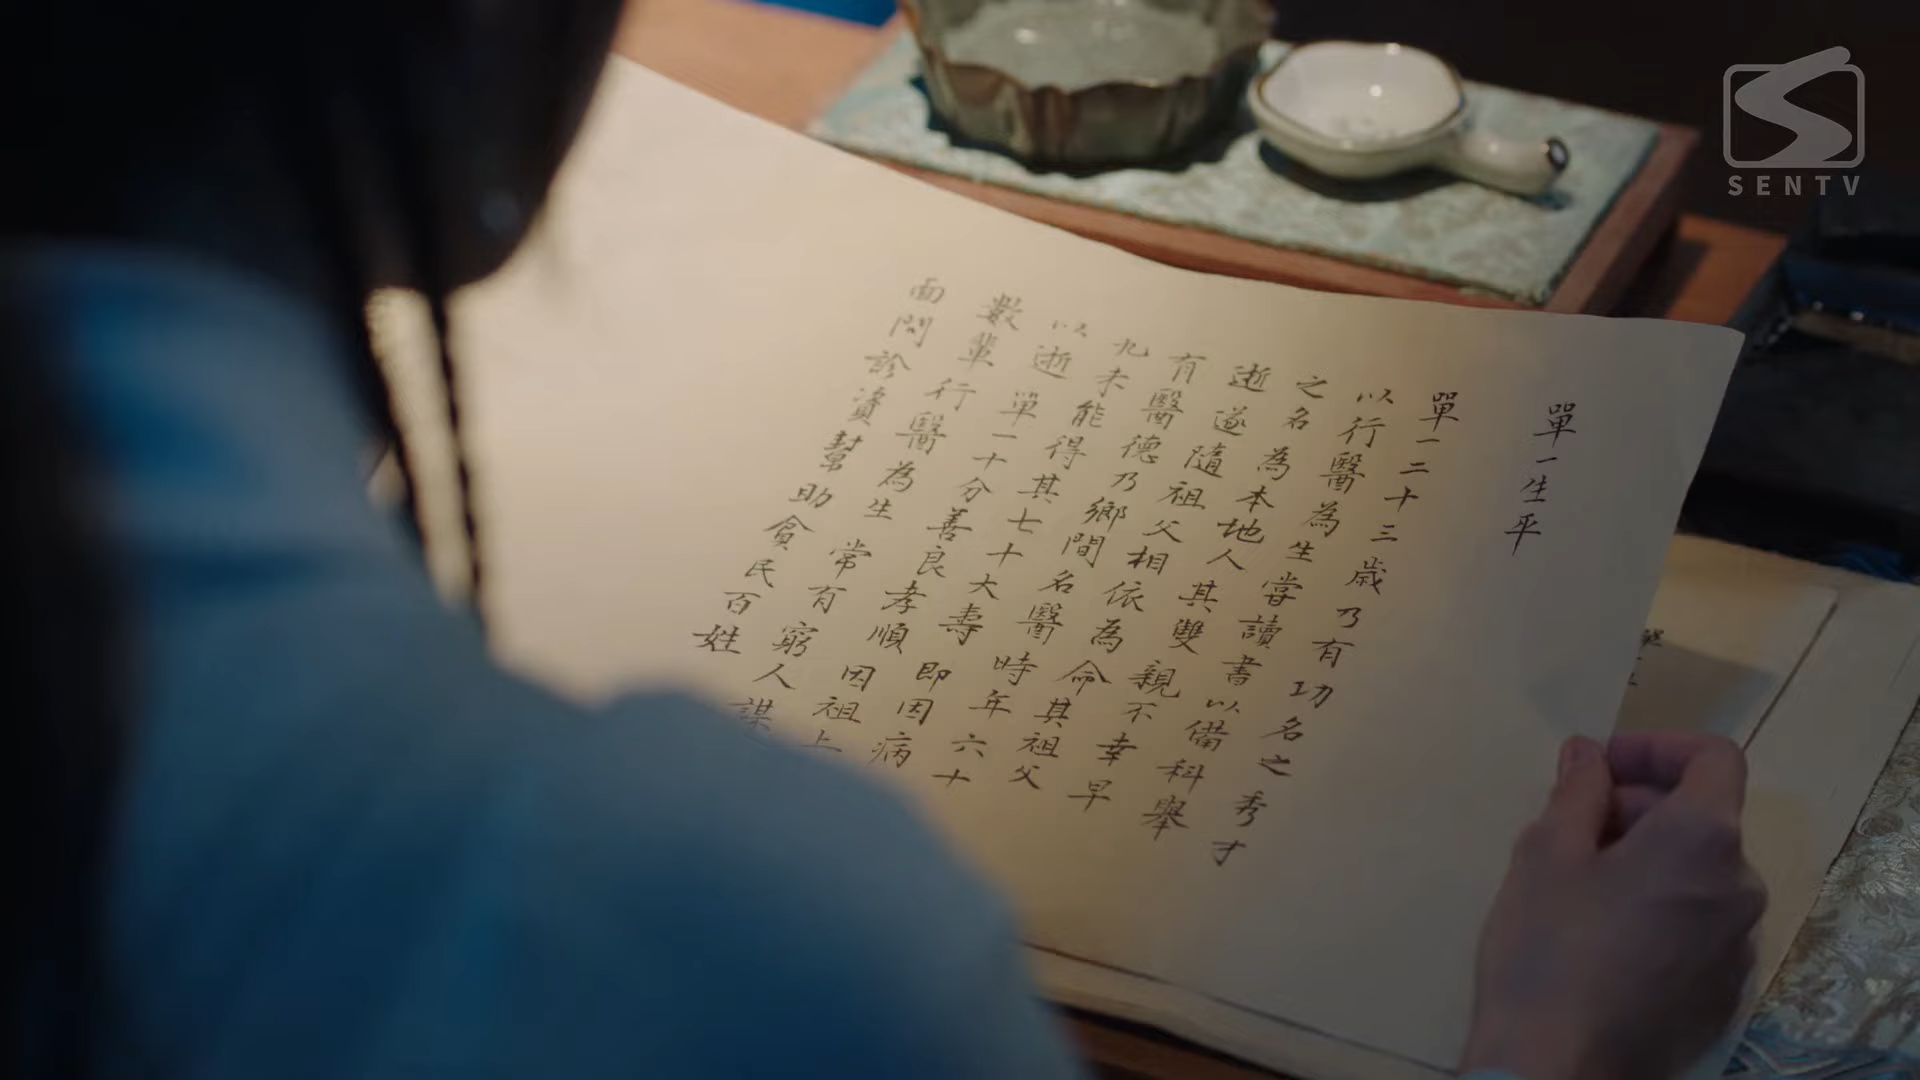 SENTV
單一生平
單一二十三歲乃有功名之秀才
以行醫為生嘗讀書以備科舉
之名為本地人其雙親不幸早
逝遂隨祖父相依為命其祖父
有醫德乃鄉間名醫時年六十
九未能得其七十大壽即因病
以逝單一十分善良孝順因祖上
數輩行醫為生常有窮人謀
面問診幫助貧民百姓